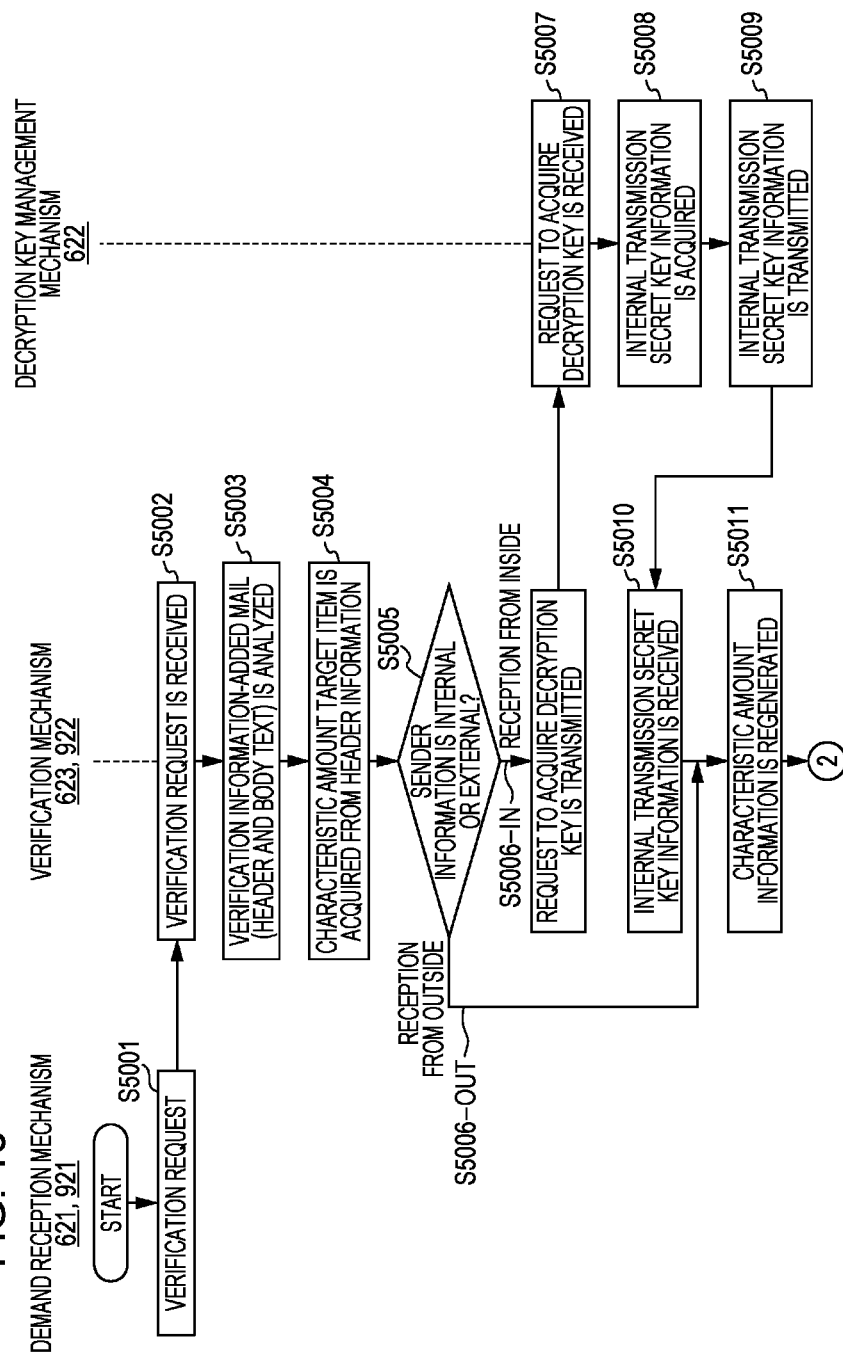 DEMAND RECEPTION MECHANISM
621, 921
START
S5001
VERIFICATION REQUEST
VERIFICATION MECHANISM
623, 922
S5002
VERIFICATION REQUEST IS RECEIVED
S5003
VERIFICATION INFORMATION-ADDED MAIL
(HEADER AND BODY TEXT) IS ANALYZED
S5004
CHARACTERISTIC AMOUNT TARGET ITEM IS
ACQUIRED FROM HEADER INFORMATION
S5005
SENDER
INFORMATION IS INTERNAL
OR EXTERNAL?
RECEPTION
FROM OUTSIDE
S5006-OUT
S5006-IN
RECEPTION FROM INSIDE
REQUEST TO ACQUIRE DECRYPTION
KEY IS TRANSMITTED
S5010
INTERNAL TRANSMISSION SECRET
KEY INFORMATION IS RECEIVED
S5011
CHARACTERISTIC AMOUNT
INFORMATION IS REGENERATED
2
DECRYPTION KEY MANAGEMENT
MECHANISM
622
S5007
REQUEST TO ACQUIRE
DECRYPTION KEY IS RECEIVED
S5008
INTERNAL TRANSMISSION
SECRET KEY INFORMATION
IS ACQUIRED
S5009
INTERNAL TRANSMISSION
SECRET KEY INFORMATION
IS TRANSMITTED